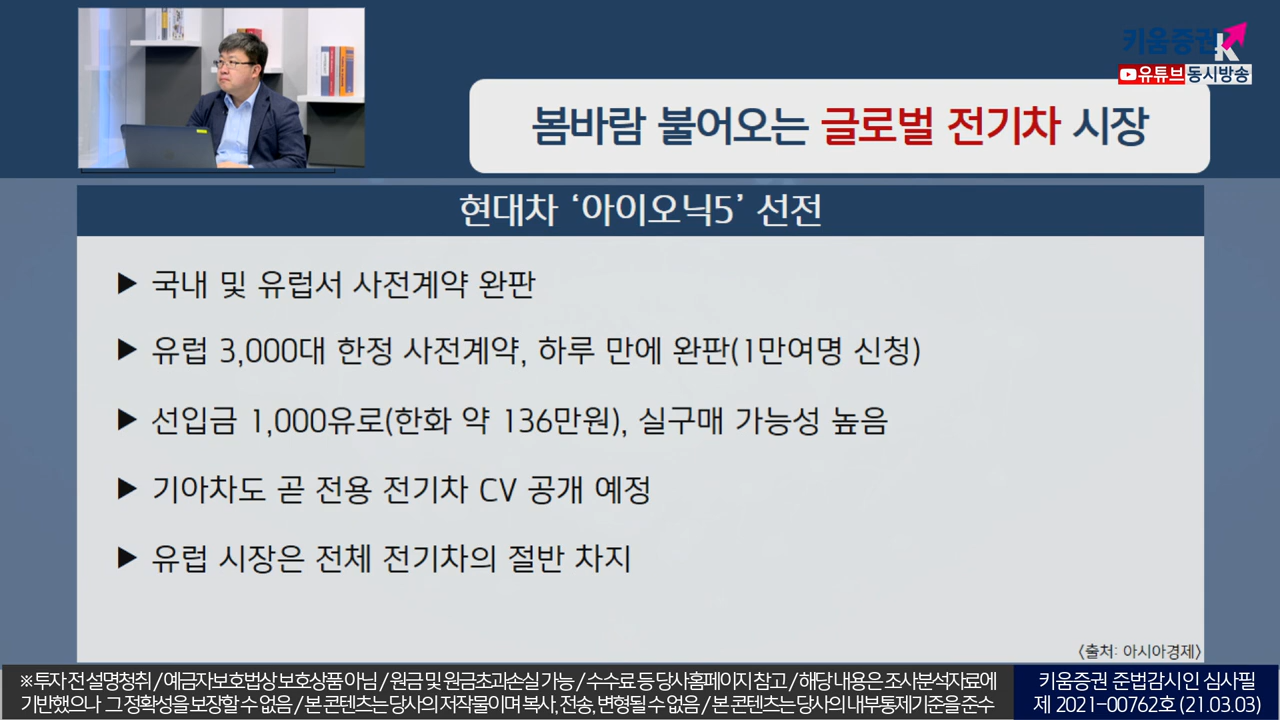 키움증권
유튜브 동시방송
봄바람 불어오는 글로벌 전기차 시장
현대차 ‘아이오닉5’ 선전
▶ 국내 및 유럽서 사전계약 완판
▶ 유럽 3,000대 한정 사전계약, 하루 만에 완판(1만여명 신청)
▶ 선입금 1,000유로(한화 약 136만원), 실구매 가능성 높음
▶ 기아차도 곧 전용 전기차 CV 공개 예정
▶ 유럽 시장은 전체 전기차의 절반 차지
<출처: 아시아경제>
※ 투자 전 설명청취 / 예금자보호법상 보호상품 아님 / 원금 및 원금초과손실 가능 / 수수료 등 당사홈페이지 참고 / 해당 내용은 조사분석자료에
기반했으나 그 정확성을 보장할 수 없음 / 본 콘텐츠는 당사의 저작물이며 복사, 전송, 변형될 수 없음 / 본 콘텐츠는 당사의 내부통제기준을 준수
키움증권 준법감시인 심사필
제 2021-00762호 (21.03.03)